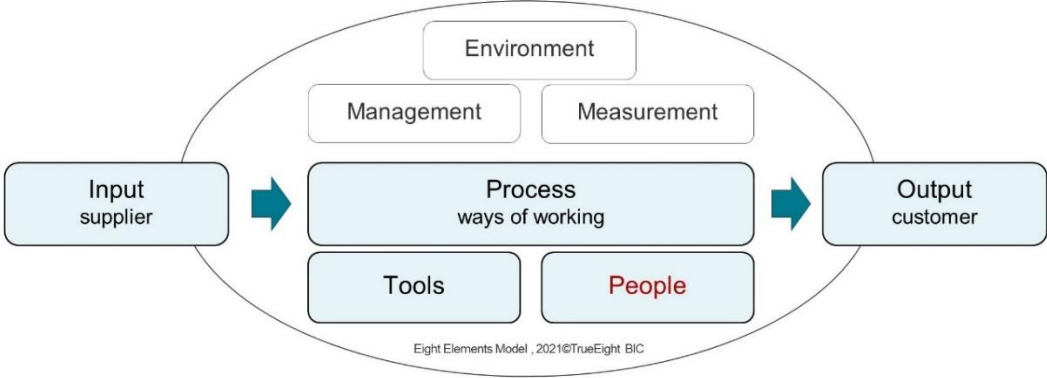 Environment
Management
Measurement
Input
supplier
Process
ways of working
Output
customer
Tools
People
Eight Elements Model , 2021©TrueEight BIC